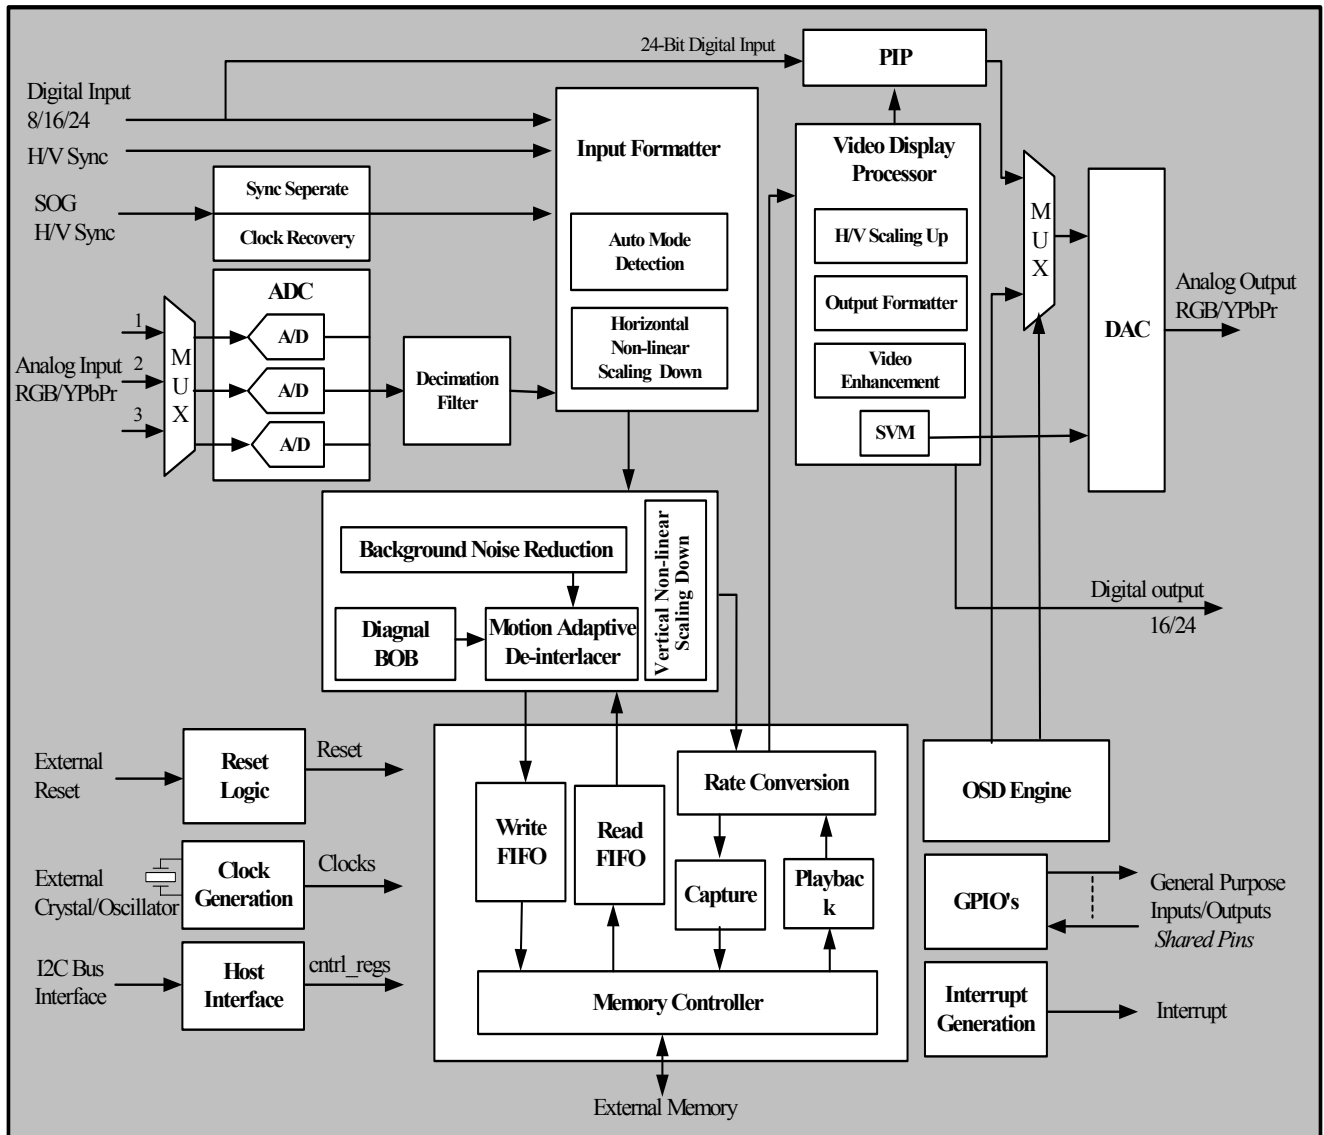 24-Bit Digital Input
PIP
Digital Input
8/16/24
H/V Sync
SOG
H/V Sync
Sync Seperate
Clock Recovery
Input Formatter
Auto Mode
Detection
Horizontal
Non-linear
Scaling Down
Video Display
Processor
H/V Scaling Up
Output Formatter
Video
Enhancement
SVM
M
U
X
DAC
Analog Output
RGB/YPbPr
ADC
A/D
A/D
A/D
1
2
3
Analog Input
RGB/YPbPr
M
U
X
Decimation
Filter
Background Noise Reduction
Diagnal
BOB
Motion Adaptive
De-interlacer
Vertical Non-linear
Scaling Down
Digital output
16/24
External
Reset
Reset
Logic
Reset
External
Crystal/Oscillator
Clock
Generation
Clocks
I2C Bus
Interface
Host
Interface
cntrl_regs
Write
FIFO
Read
FIFO
Rate Conversion
Capture
Playbac
k
Memory Controller
External Memory
OSD Engine
GPIO's
General Purpose
Inputs/Outputs
Shared Pins
Interrupt
Generation
Interrupt